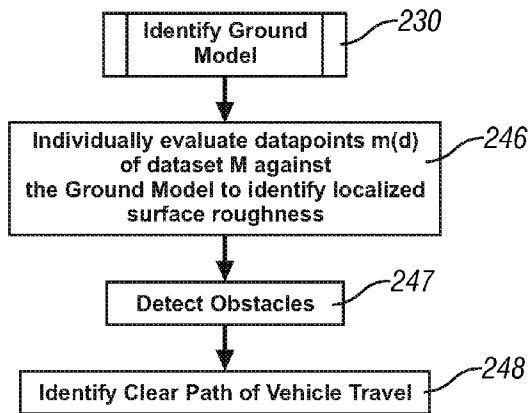 Identify Ground
Model
230
Individually evaluate datapoints m(d)
of dataset M against
the Ground Model to identify localized
surface roughness
246
Detect Obstacles
247
Identify Clear Path of Vehicle Travel
248